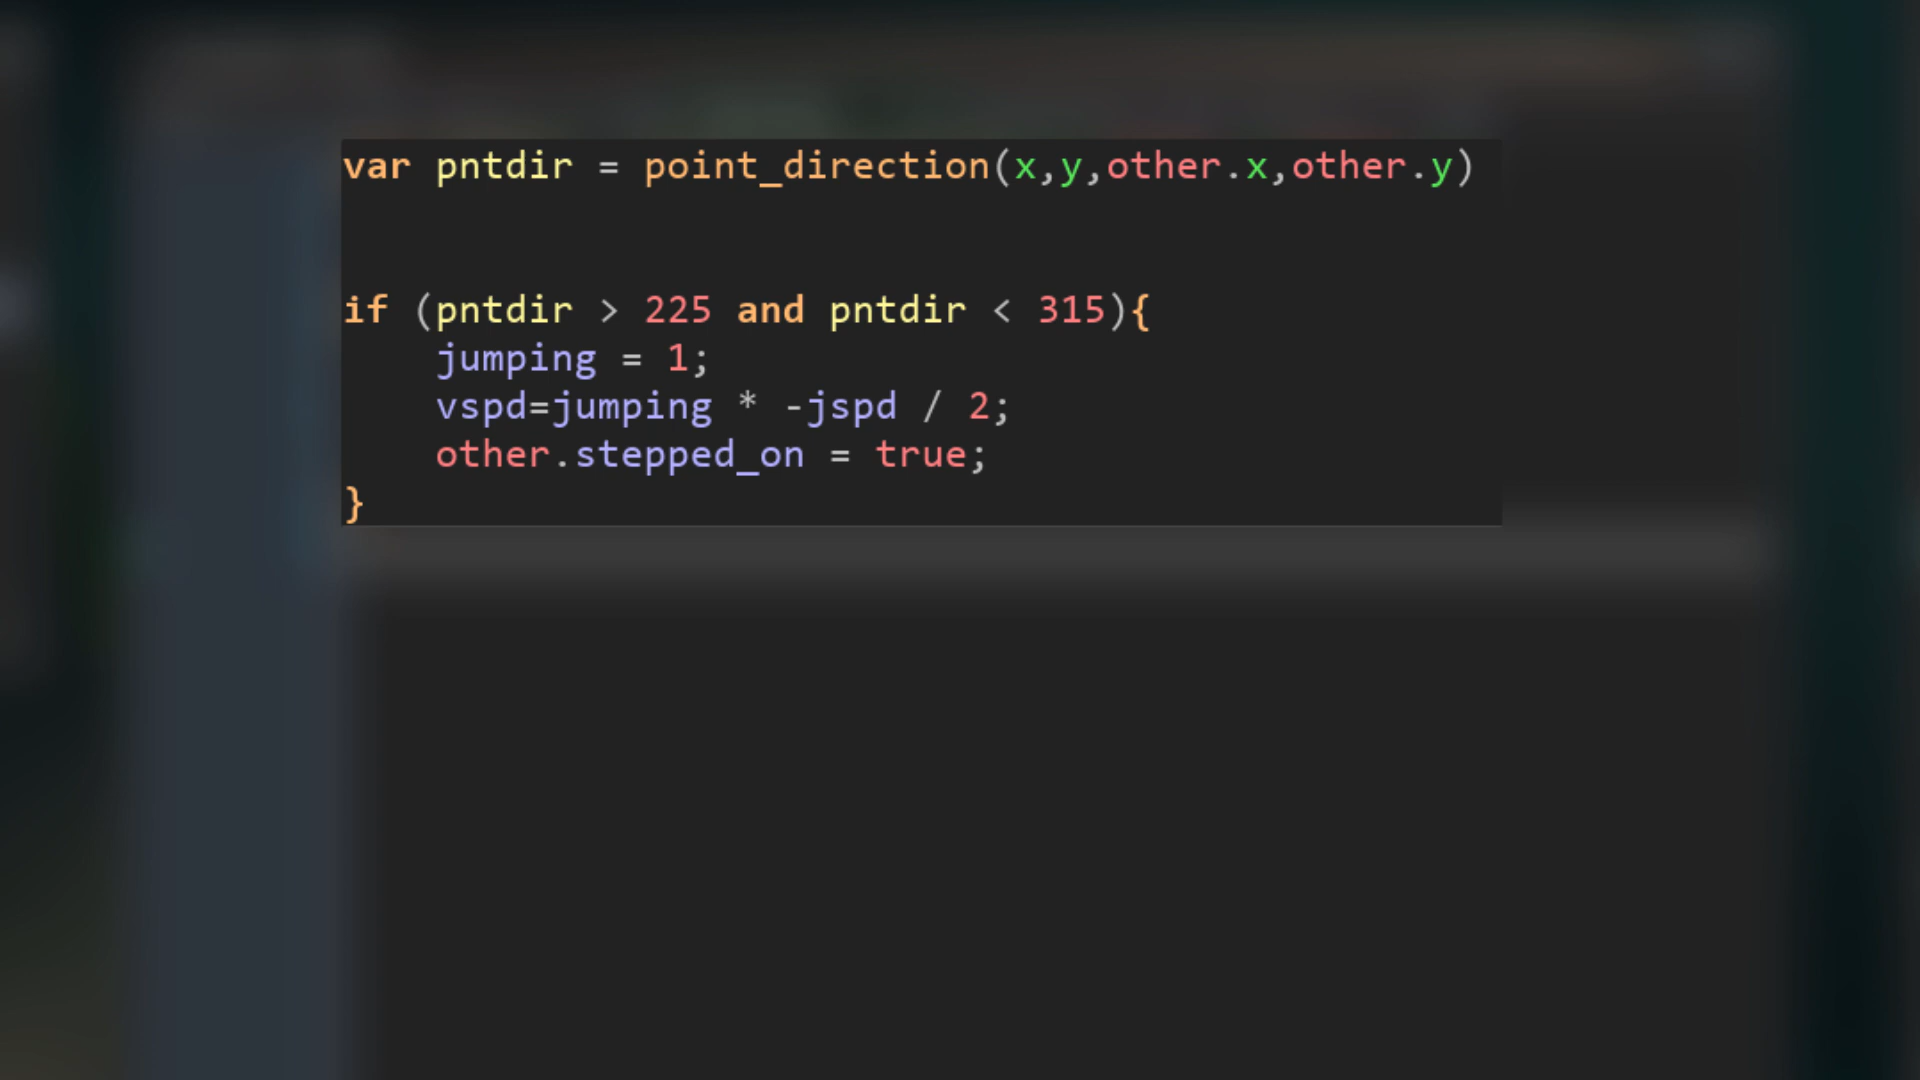 var pntdir = point_direction(x,y,other.x,other.y)
if (pntdir > 225 and pntdir < 315){
    jumping = 1;
    vspd=jumping * -jspd / 2;
    other.stepped_on = true;
}